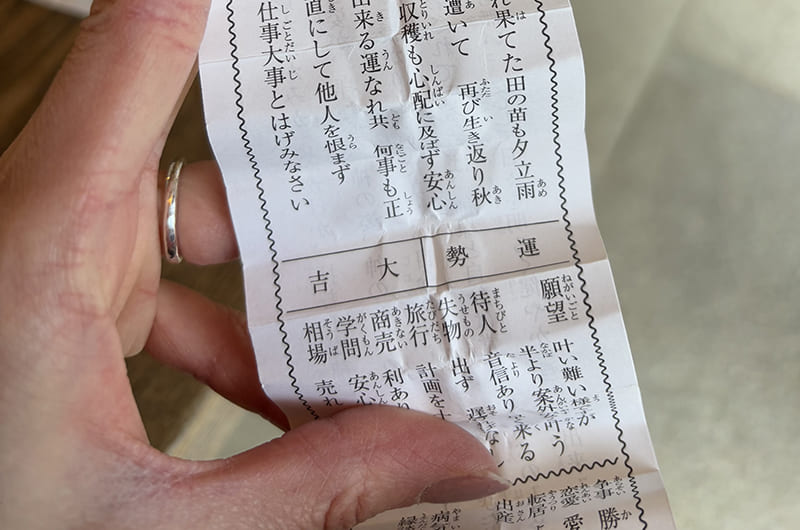 れ果てた田の苗も夕立雨
遭いて 再び生き返り秋
収穫も心配に及ばず安心
出来る運なれ共 何事も正
直にして他人を恨まず
仕事大事とはげみなさい
運勢 大吉
願望 叶い難い様が
半より案外叶う
待人 音信あり 来る
失物 出ず
旅行 計画を
商売 利あり
学問 安心
相場 売れ
争事 勝
恋愛 愛
転居
出産